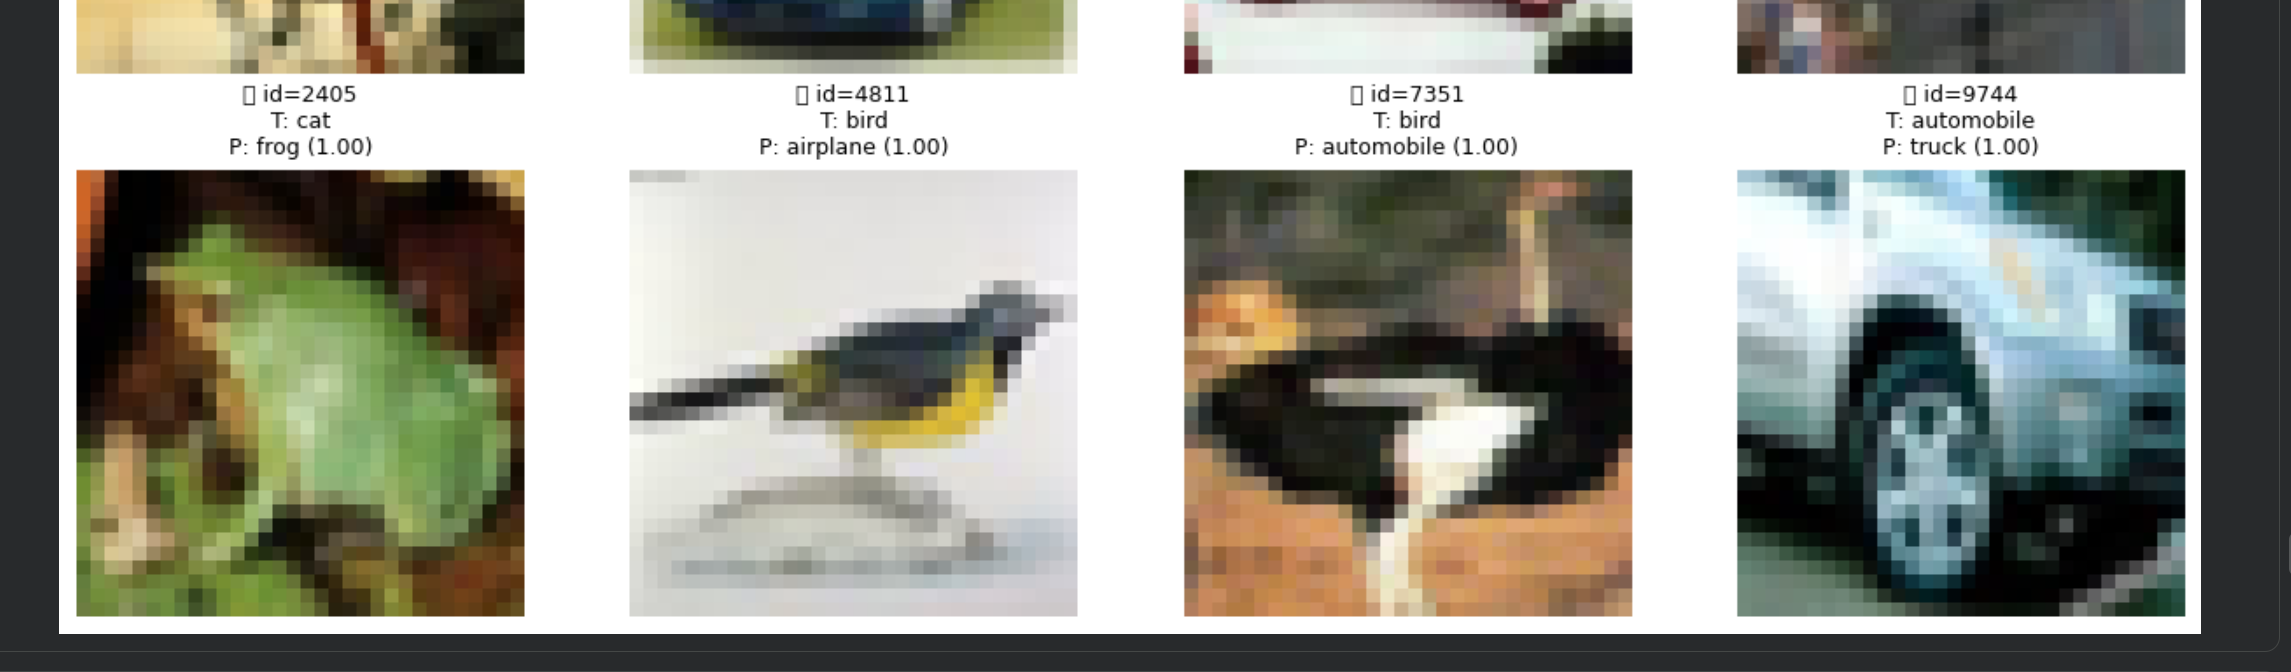 ▯ id=2405
T: cat
P: frog (1.00)
▯ id=4811
T: bird
P: airplane (1.00)
▯ id=7351
T: bird
P: automobile (1.00)
▯ id=9744
T: automobile
P: truck (1.00)